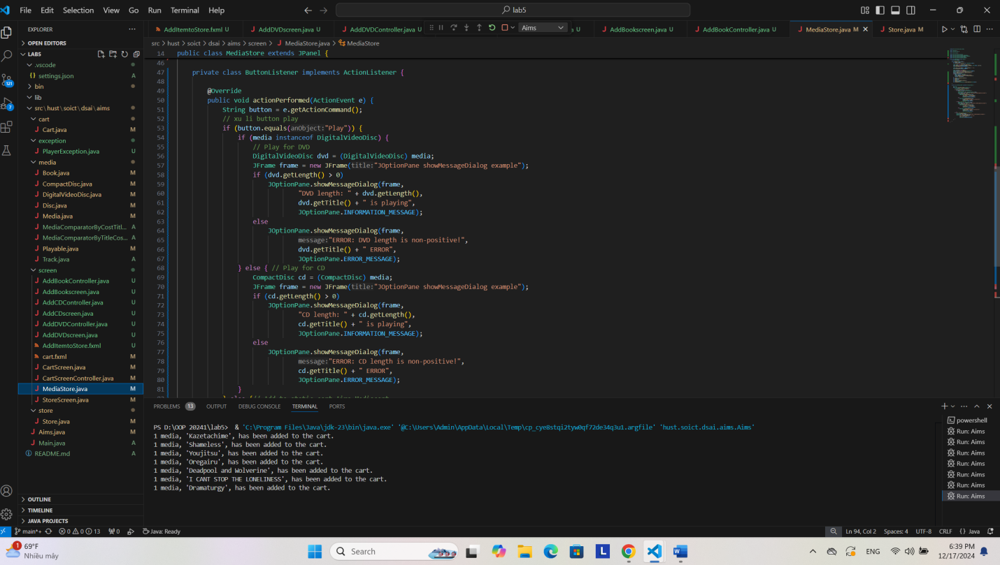 File Edit Selection View Go Run Terminal Help
lab5
EXPLORER
OPEN EDITORS
LAB5
.vscode
settings.json A
bin
lib
src\hust\soict\dsai\aims
cart
Cart.java M
exception
PlayerException.java U
media
Book.java M
CompactDisc.java M
DigitalVideoDisc.java M
Disc.java M
Media.java M
MediaComparatorByCostTitl... A
MediaComparatorByTitleCos... A
Playable.java M
Track.java A
screen
AddBookController.java U
AddBookscreen.java U
AddCDController.java U
AddCDscreen.java U
AddDVDController.java U
AddDVDscreen.java U
AddItemtoStore.fxml U
cart.fxml M
CartScreen.java M
CartScreenController.java M
MediaStore.java M
StoreScreen.java M
store
Store.java M
Aims.java M
Main.java A
README.md A
OUTLINE
TIMELINE
JAVA PROJECTS
121
7
AddItemtoStore.fxml U
AddDVDscreen.java U
AddDVDController.java U
Aims
U
AddBookscreen.java U
AddBookController.java U
MediaStore.java M
Store.java M
src > hust > soict > dsai > aims > screen > MediaStore.java > MediaStore
14 public class MediaStore extends JPanel {
46
47 private class ButtonListener implements ActionListener {
48
49 @Override
50 public void actionPerformed(ActionEvent e) {
51 String button = e.getActionCommand();
52 // xu li button play
53 if (button.equals(anObject:"Play")) {
54 if (media instanceof DigitalVideoDisc) {
55 // Play for DVD
56 DigitalVideoDisc dvd = (DigitalVideoDisc) media;
57 JFrame frame = new JFrame(title:"JOptionPane showMessageDialog example");
58 if (dvd.getLength() > 0)
59 JOptionPane.showMessageDialog(frame,
60 "DVD length: " + dvd.getLength(),
61 dvd.getTitle() + " is playing",
62 JOptionPane.INFORMATION_MESSAGE);
63 else
64 JOptionPane.showMessageDialog(frame,
65 message:"ERROR: DVD length is non-positive!",
66 dvd.getTitle() + " ERROR",
67 JOptionPane.ERROR_MESSAGE);
68 } else { // Play for CD
69 CompactDisc cd = (CompactDisc) media;
70 JFrame frame = new JFrame(title:"JOptionPane showMessageDialog example");
71 if (cd.getLength() > 0)
72 JOptionPane.showMessageDialog(frame,
73 "CD length: " + cd.getLength(),
74 cd.getTitle() + " is playing",
75 JOptionPane.INFORMATION_MESSAGE);
76 else
77 JOptionPane.showMessageDialog(frame,
78 message:"ERROR: CD length is non-positive!",
79 cd.getTitle() + " ERROR",
80 JOptionPane.ERROR_MESSAGE);
81 }
PROBLEMS 13 OUTPUT DEBUG CONSOLE TERMINAL PORTS
PS D:\OOP 20241\lab5> & 'C:\Program Files\Java\jdk-23\bin\java.exe' '@C:\Users\Admin\AppData\Local\Temp\cp_cye8stqi2tyw0qf72de34q3u1.argfile' 'hust.soict.dsai.aims.Aims'
1 media, 'Kazetachime', has been added to the cart.
1 media, 'Shameless', has been added to the cart.
1 media, 'Youjitsu', has been added to the cart.
1 media, 'Oregairu', has been added to the cart.
1 media, 'Deadpool and Wolverine', has been added to the cart.
1 media, 'I CANT STOP THE LONELINESS', has been added to the cart.
1 media, 'Dramaturgy', has been added to the cart.
powershell
Run: Aims
Run: Aims
Run: Aims
Run: Aims
Run: Aims
Run: Aims
Run: Aims
main*+ 0 0 13 0 Java: Ready
Ln 94, Col 2 Spaces: 4 UTF-8 CRLF {} Java
1
69°F
Nhiều mây
Search
L
W
ENG
6:39 PM
12/17/2024